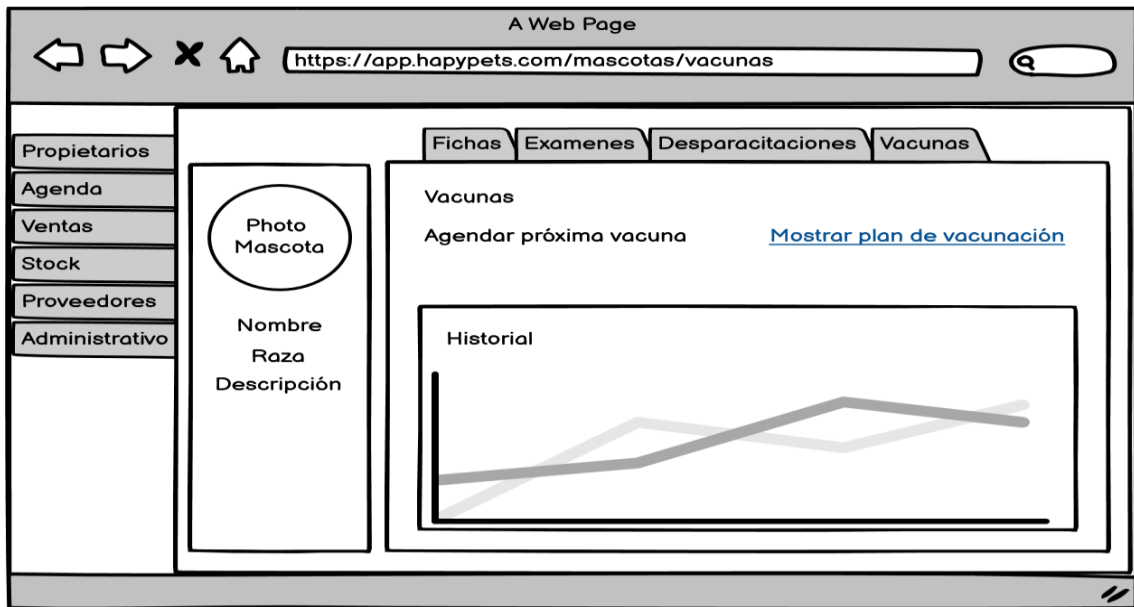 A Web Page
https://app.hapypets.com/mascotas/vacunas
Propietarios
Agenda
Ventas
Stock
Proveedores
Administrativo
Photo
Mascota
Nombre
Raza
Descripción
Fichas Examenes Desparacitaciones Vacunas
Vacunas
Agendar próxima vacuna Mostrar plan de vacunación
Historial